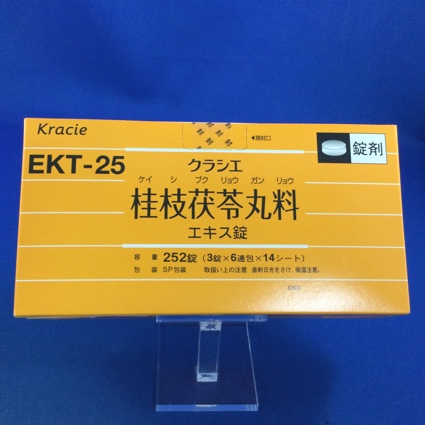 Kracie
◀開封口
錠剤
EKT-25
クラシエ
ケイ シ ブク リョウ ガン リョウ
桂枝茯苓丸料
エキス錠
容 量 252錠（3錠×6連包×14シート）
包 装 SP包装 取扱い上の注意 直射日光をさけ、吸湿注意。